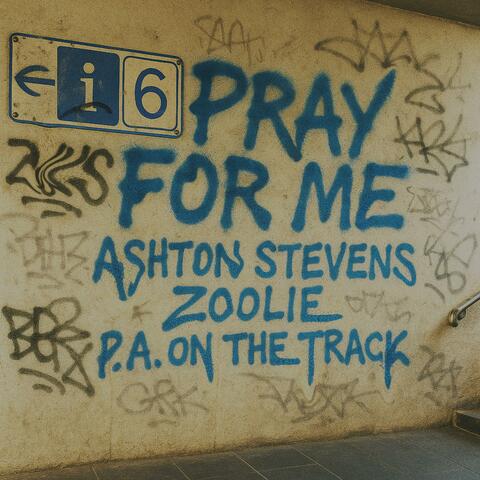 ← i 6
PRAY
FOR ME
ASHTON STEVENS
ZOOLIE
P.A. ON THE TRACK